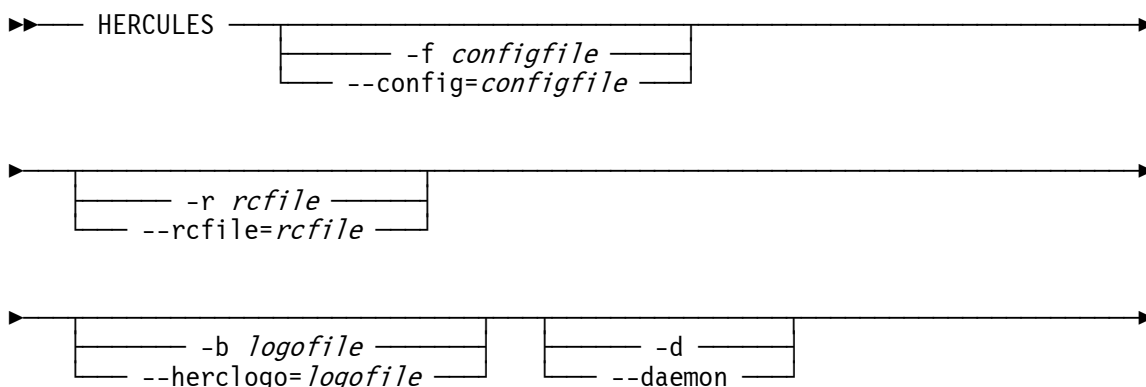 HERCULES
-f configfile
--config=configfile
-r rcfile
--rcfile=rcfile
-b logofile -d
--herclogo=logofile --daemon